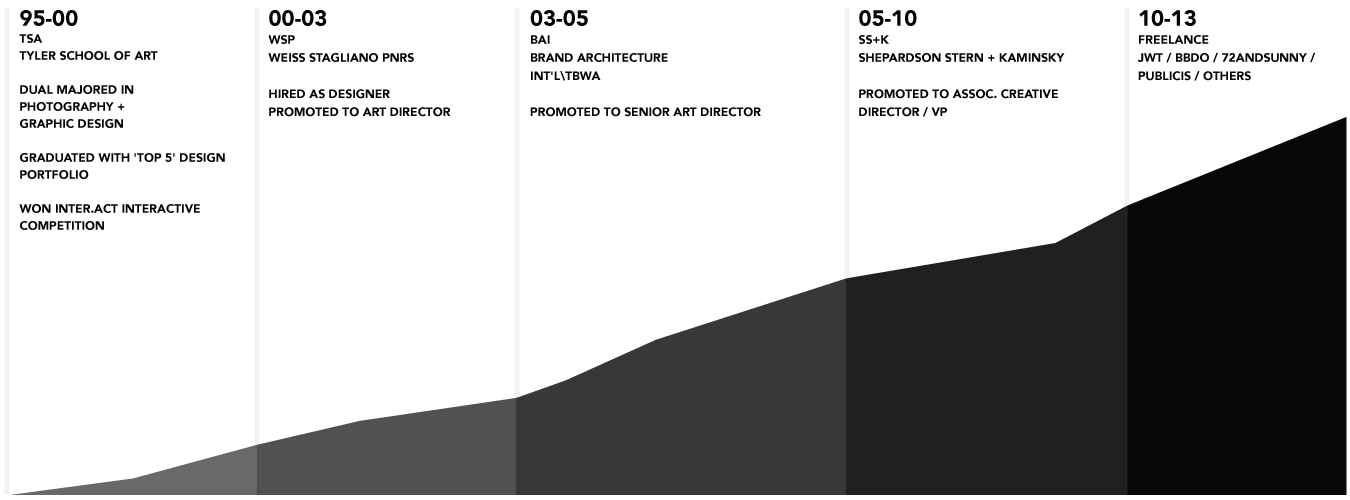 95-00
TSA
TYLER SCHOOL OF ART
DUAL MAJORED IN
PHOTOGRAPHY +
GRAPHIC DESIGN
GRADUATED WITH 'TOP 5' DESIGN
PORTFOLIO
WON INTER.ACT INTERACTIVE
COMPETITION
00-03
WSP
WEISS STAGLIANO PNRS
HIRED AS DESIGNER
PROMOTED TO ART DIRECTOR
03-05
BAI
BRAND ARCHITECTURE
INT'L\TBWA
PROMOTED TO SENIOR ART DIRECTOR
05-10
SS+K
SHEPARDSON STERN + KAMINSKY
PROMOTED TO ASSOC. CREATIVE
DIRECTOR / VP
10-13
FREELANCE
JWT / BBDO / 72ANDSUNNY /
PUBLICIS / OTHERS